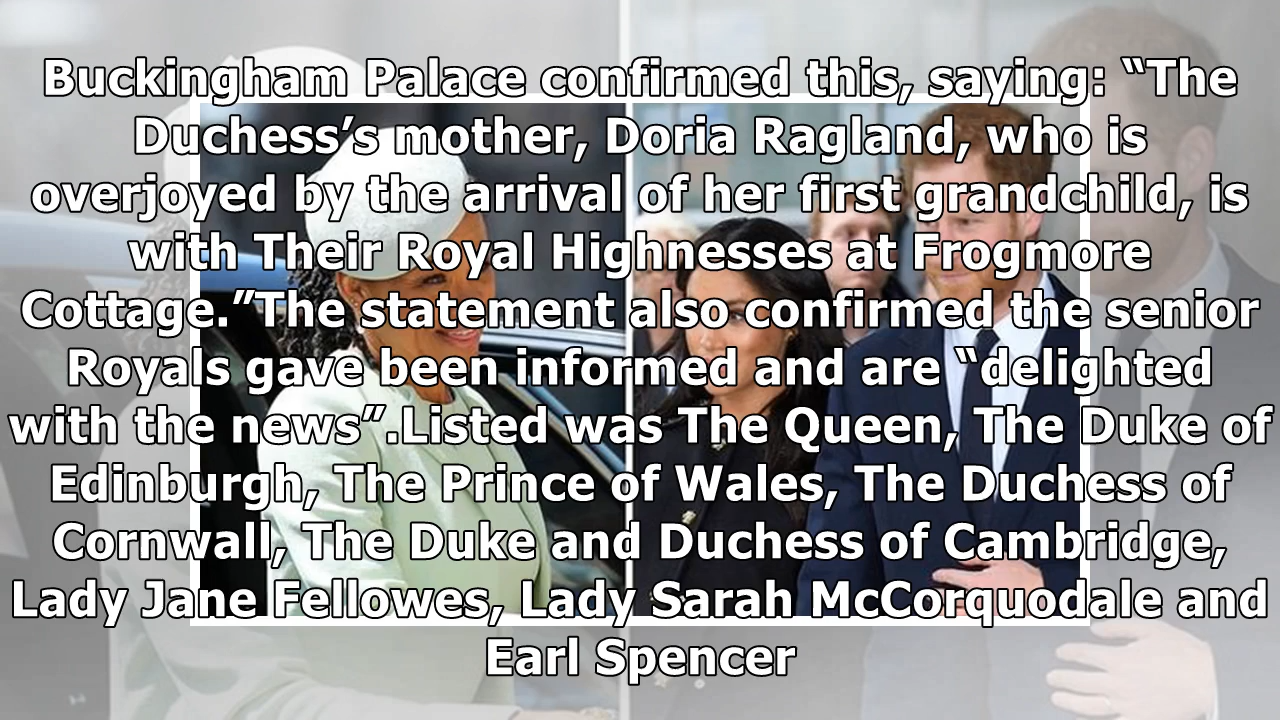 Buckingham Palace confirmed this, saying: “The
Duchess’s mother, Doria Ragland, who is
overjoyed by the arrival of her first grandchild, is
with Their Royal Highnesses at Frogmore
Cottage.”The statement also confirmed the senior
Royals gave been informed and are “delighted
with the news”.Listed was The Queen, The Duke of
Edinburgh, The Prince of Wales, The Duchess of
Cornwall, The Duke and Duchess of Cambridge,
Lady Jane Fellowes, Lady Sarah McCorquodale and
Earl Spencer